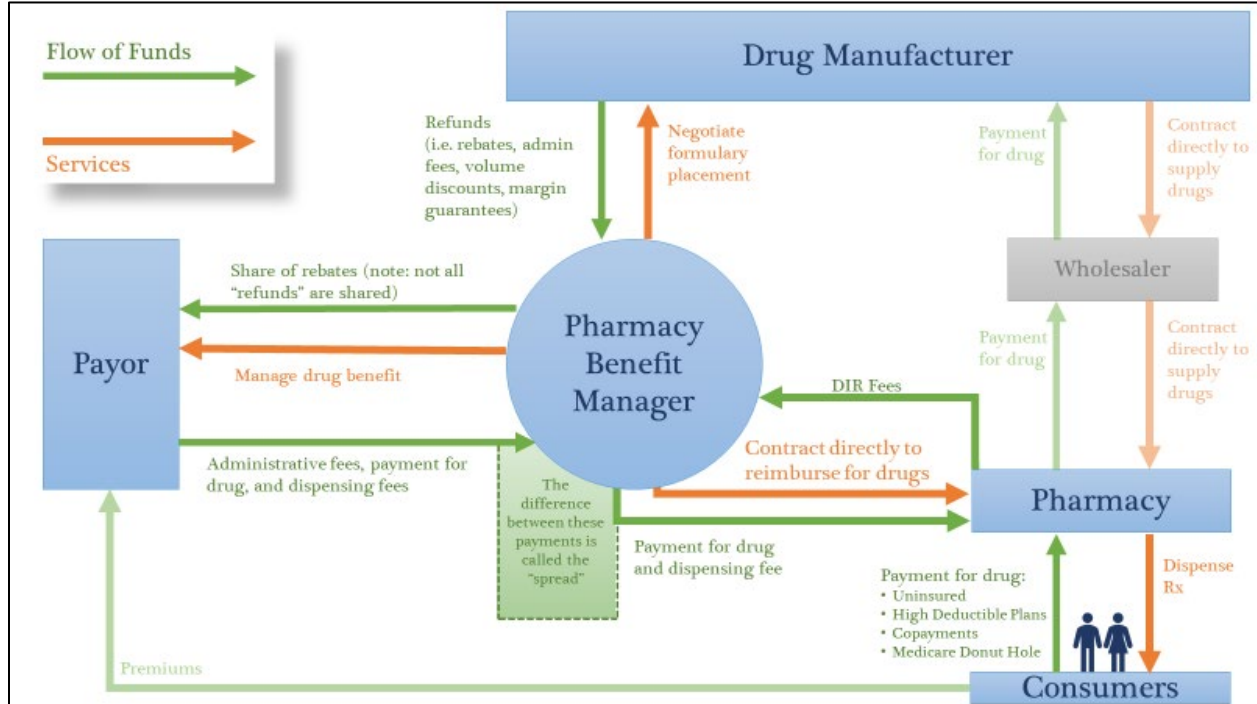 Flow of Funds
Services
Drug Manufacturer
Refunds
(i.e. rebates, admin
fees, volume
discounts, margin
guarantees)
Negotiate
formulary
placement
Payment
for drug
Contract
directly to
supply
drugs
Wholesaler
Share of rebates (note: not all
“refunds” are shared)
Payor
Manage drug benefit
Pharmacy
Benefit
Manager
Payment
for drug
Contract
directly to
supply
drugs
DIR Fees
Administrative fees, payment for
drug, and dispensing fees
Contract directly to
reimburse for drugs
The
difference
between these
payments is
called the
“spread”
Pharmacy
Payment for drug
and dispensing fee
Payment for drug:
• Uninsured
• High Deductible Plans
• Copayments
• Medicare Donut Hole
Dispense
Rx
Premiums
Consumers